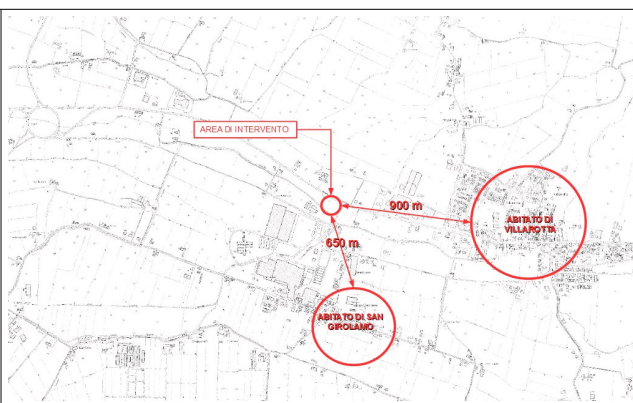 AREA DI INTERVENTO
900 m
ABITATO DI
VILLAROTTA
650 m
ABITATO DI SAN
GIROLAMO